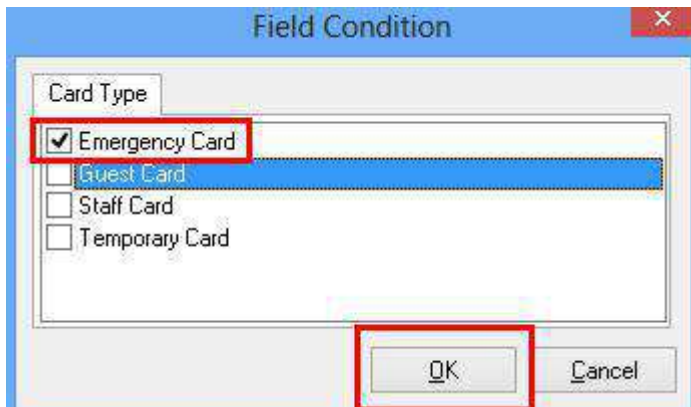 Field Condition
Card Type
Emergency Card
Guest Card
Staff Card
Temporary Card
OK
Cancel